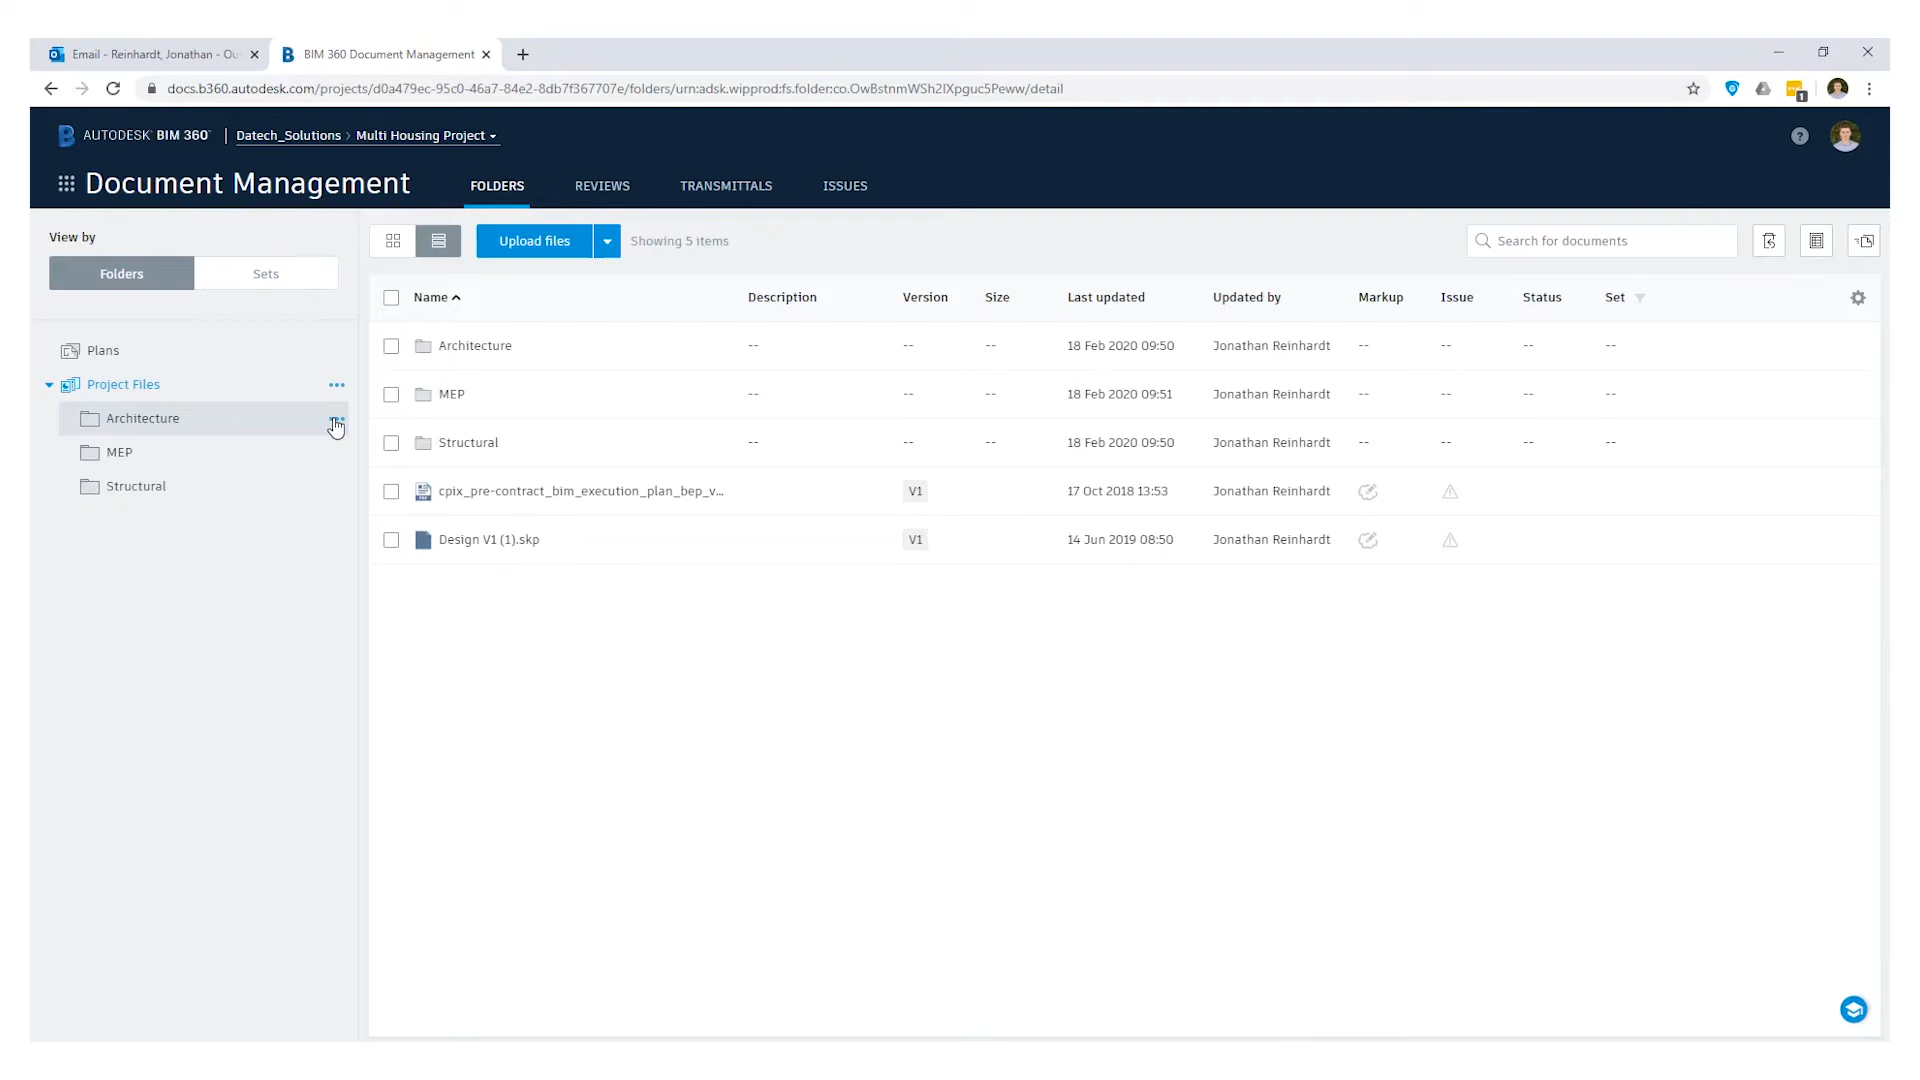 Email - Reinhardt, Jonathan - Ou
BIM 360 Document Management
docs.b360.autodesk.com/projects/d0a479ec-95c0-46a7-84e2-8db7f367707e/folders/urn:adsk.wipprod:fs.folder:co.OwBstnmWSh2lXpguc5Peww/detail
1
AUTODESK BIM 360 | Datech_Solutions > Multi Housing Project
Document Management
FOLDERS REVIEWS TRANSMITTALS ISSUES
View by
Folders Sets
Plans
Project Files
Architecture
MEP
Structural
Upload files Showing 5 items
Search for documents
Name Description Version Size Last updated Updated by Markup Issue Status Set
Architecture -- -- -- 18 Feb 2020 09:50 Jonathan Reinhardt -- -- -- --
MEP -- -- -- 18 Feb 2020 09:51 Jonathan Reinhardt -- -- -- --
Structural -- -- -- 18 Feb 2020 09:50 Jonathan Reinhardt -- -- -- --
cpix_pre-contract_bim_execution_plan_bep_v... V1 17 Oct 2018 13:53 Jonathan Reinhardt
Design V1 (1).skp V1 14 Jun 2019 08:50 Jonathan Reinhardt